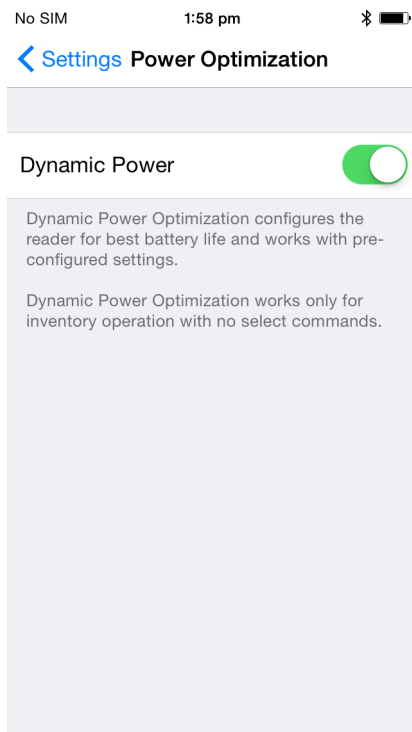 No SIM 1:58 pm
Settings Power Optimization
Dynamic Power
Dynamic Power Optimization configures the
reader for best battery life and works with pre-
configured settings.
Dynamic Power Optimization works only for
inventory operation with no select commands.